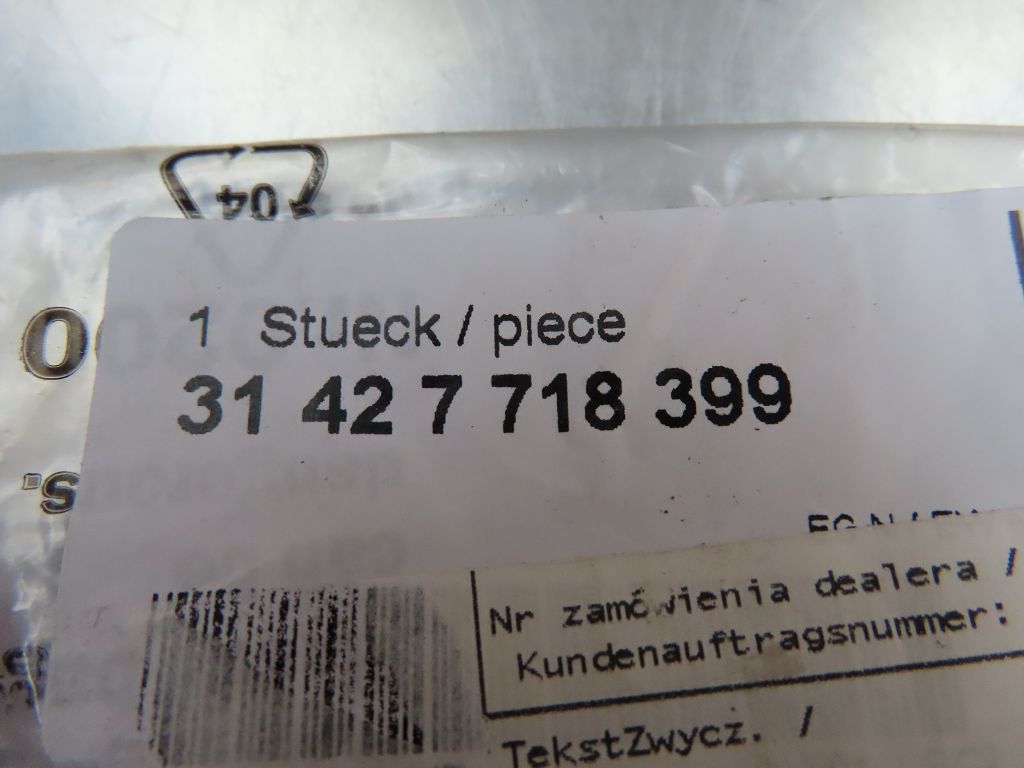 04
1 Stueck / piece
31 42 7 718 399
Nr zamówienia dealera /
Kundenauftragsnummer:
TekstZwycz. /